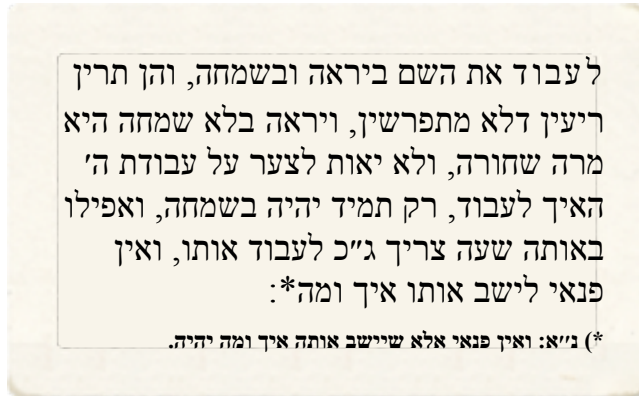 לעבוד את השם ביראה ובשמחה, והן תרין
ריעין דלא מתפרשין, ויראה בלא שמחה היא
מרה שחורה, ולא יאות לצער על עבודת ה׳
האיך לעבוד, רק תמיד יהיה בשמחה, ואפילו
באותה שעה צריך ג״כ לעבוד אותו, ואין
פנאי לישב אותו איך ומה*:
*) נ״א: ואין פנאי אלא שיישב אותה איך ומה יהיה.